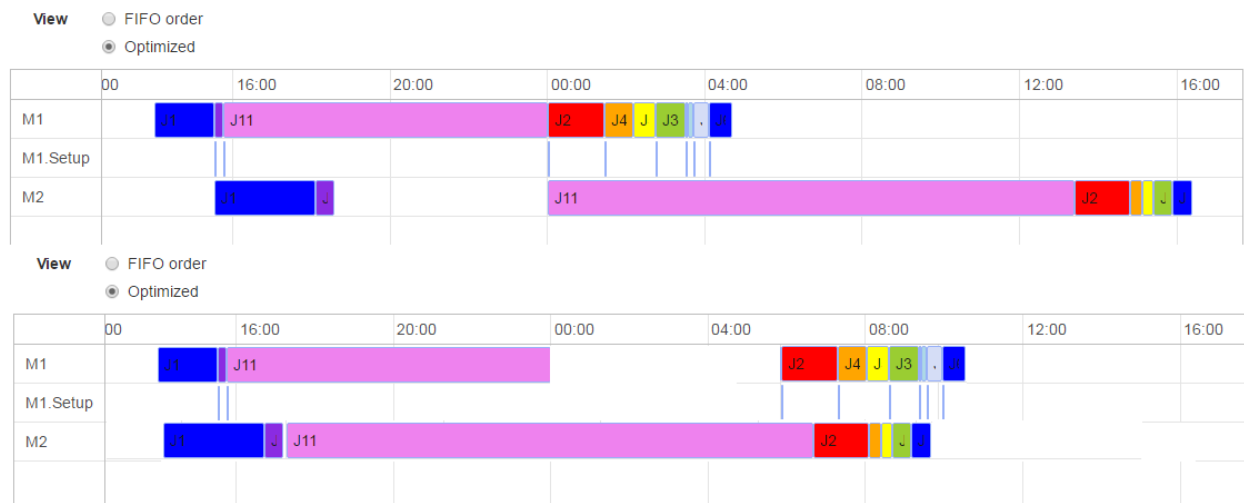 View FIFO order
Optimized
00 16:00 20:00 00:00 04:00 08:00 12:00 16:00
M1 J1 J11 J2 J4 J J3
M1.Setup
M2 J1 J J11 J2 J
View FIFO order
Optimized
00 16:00 20:00 00:00 04:00 08:00 12:00 16:00
M1 J1 J11 J2 J4 J J3
M1.Setup
M2 J1 J J11 J2 J